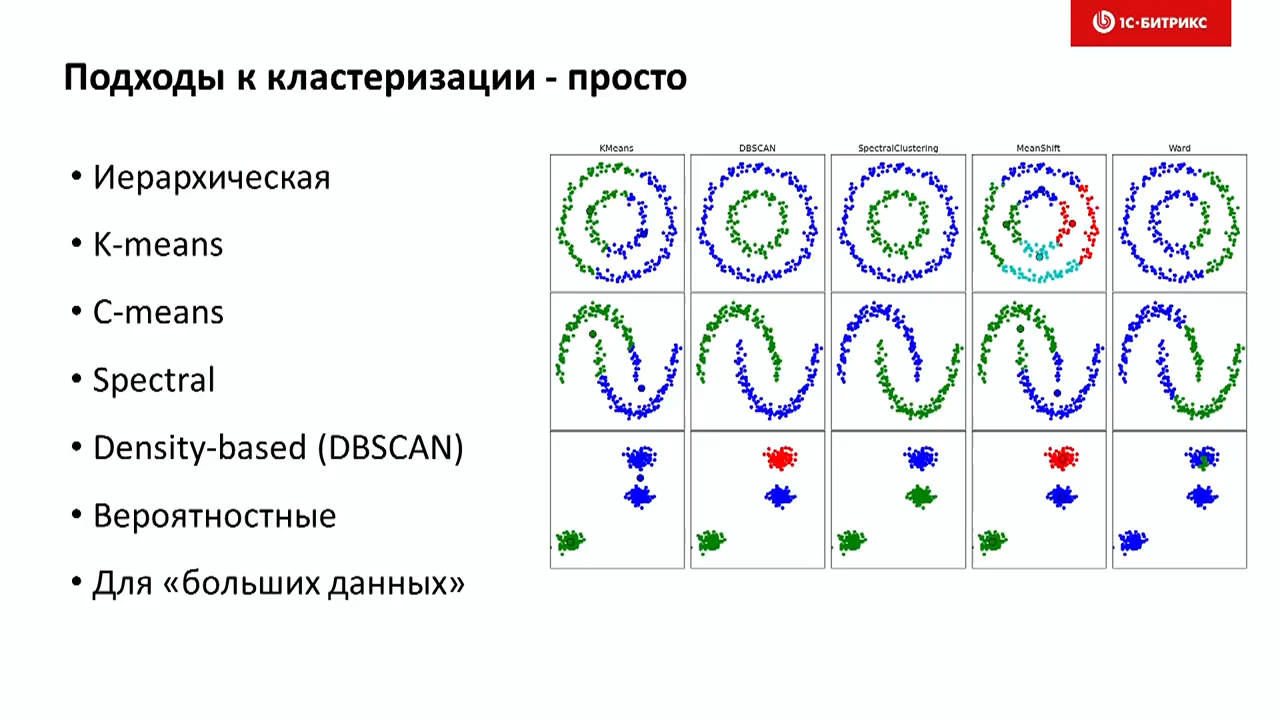 1С·БИТРИКС
Подходы к кластеризации - просто
• Иерархическая
• K-means
• C-means
• Spectral
• Density-based (DBSCAN)
• Вероятностные
• Для «больших данных»
KMeans DBSCAN SpectralClustering MeanShift Ward